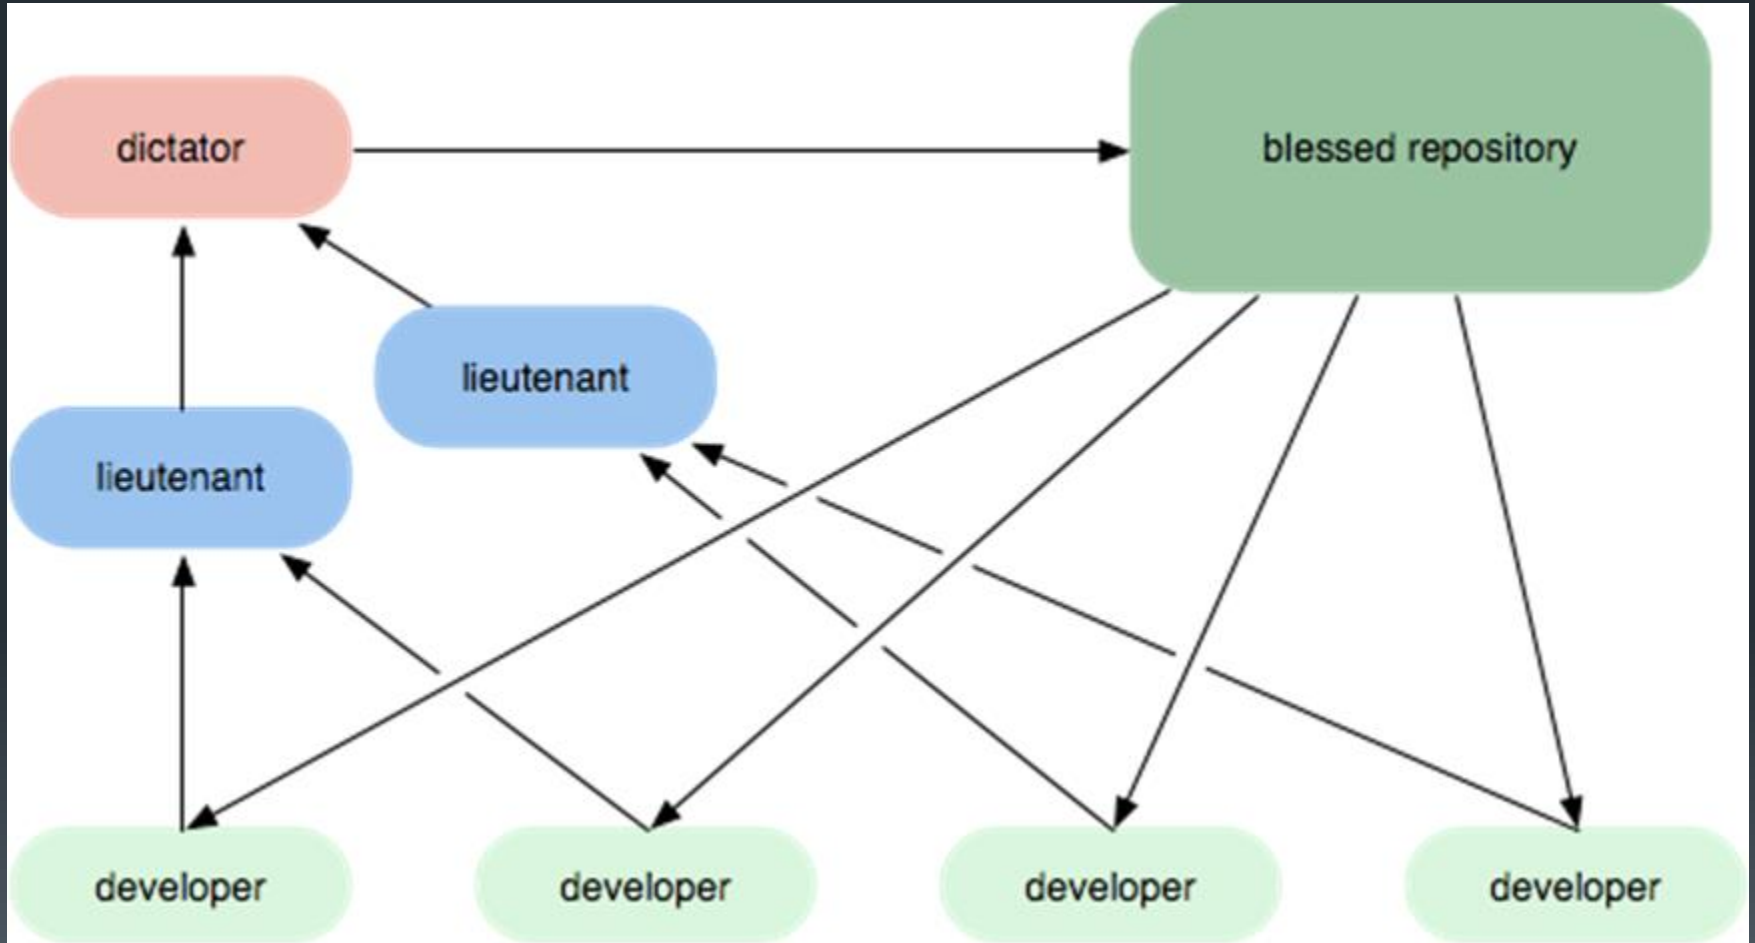 dictator
blessed repository
lieutenant
lieutenant
developer
developer
developer
developer